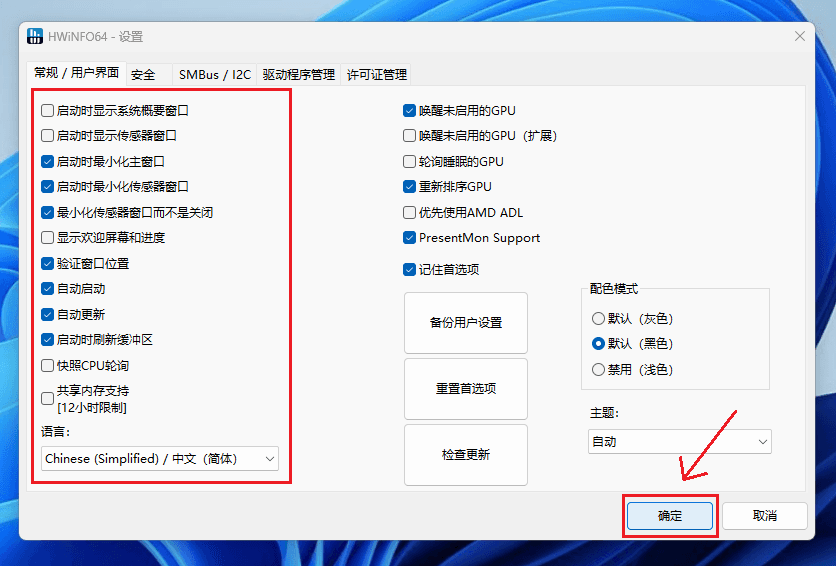 HWiNFO64 - 设置
常规 / 用户界面
安全
SMBus / I2C
驱动程序管理
许可证管理
启动时显示系统概要窗口
启动时显示传感器窗口
启动时最小化主窗口
启动时最小化传感器窗口
最小化传感器窗口而不是关闭
显示欢迎屏幕和进度
验证窗口位置
自动启动
自动更新
启动时刷新缓冲区
快照CPU轮询
共享内存支持
[12小时限制]
语言:
Chinese (Simplified) / 中文（简体）
唤醒未启用的GPU
唤醒未启用的GPU（扩展）
轮询睡眠的GPU
重新排序GPU
优先使用AMD ADL
PresentMon Support
记住首选项
备份用户设置
重置首选项
检查更新
配色模式
默认（灰色）
默认（黑色）
禁用（浅色）
主题:
自动
确定
取消